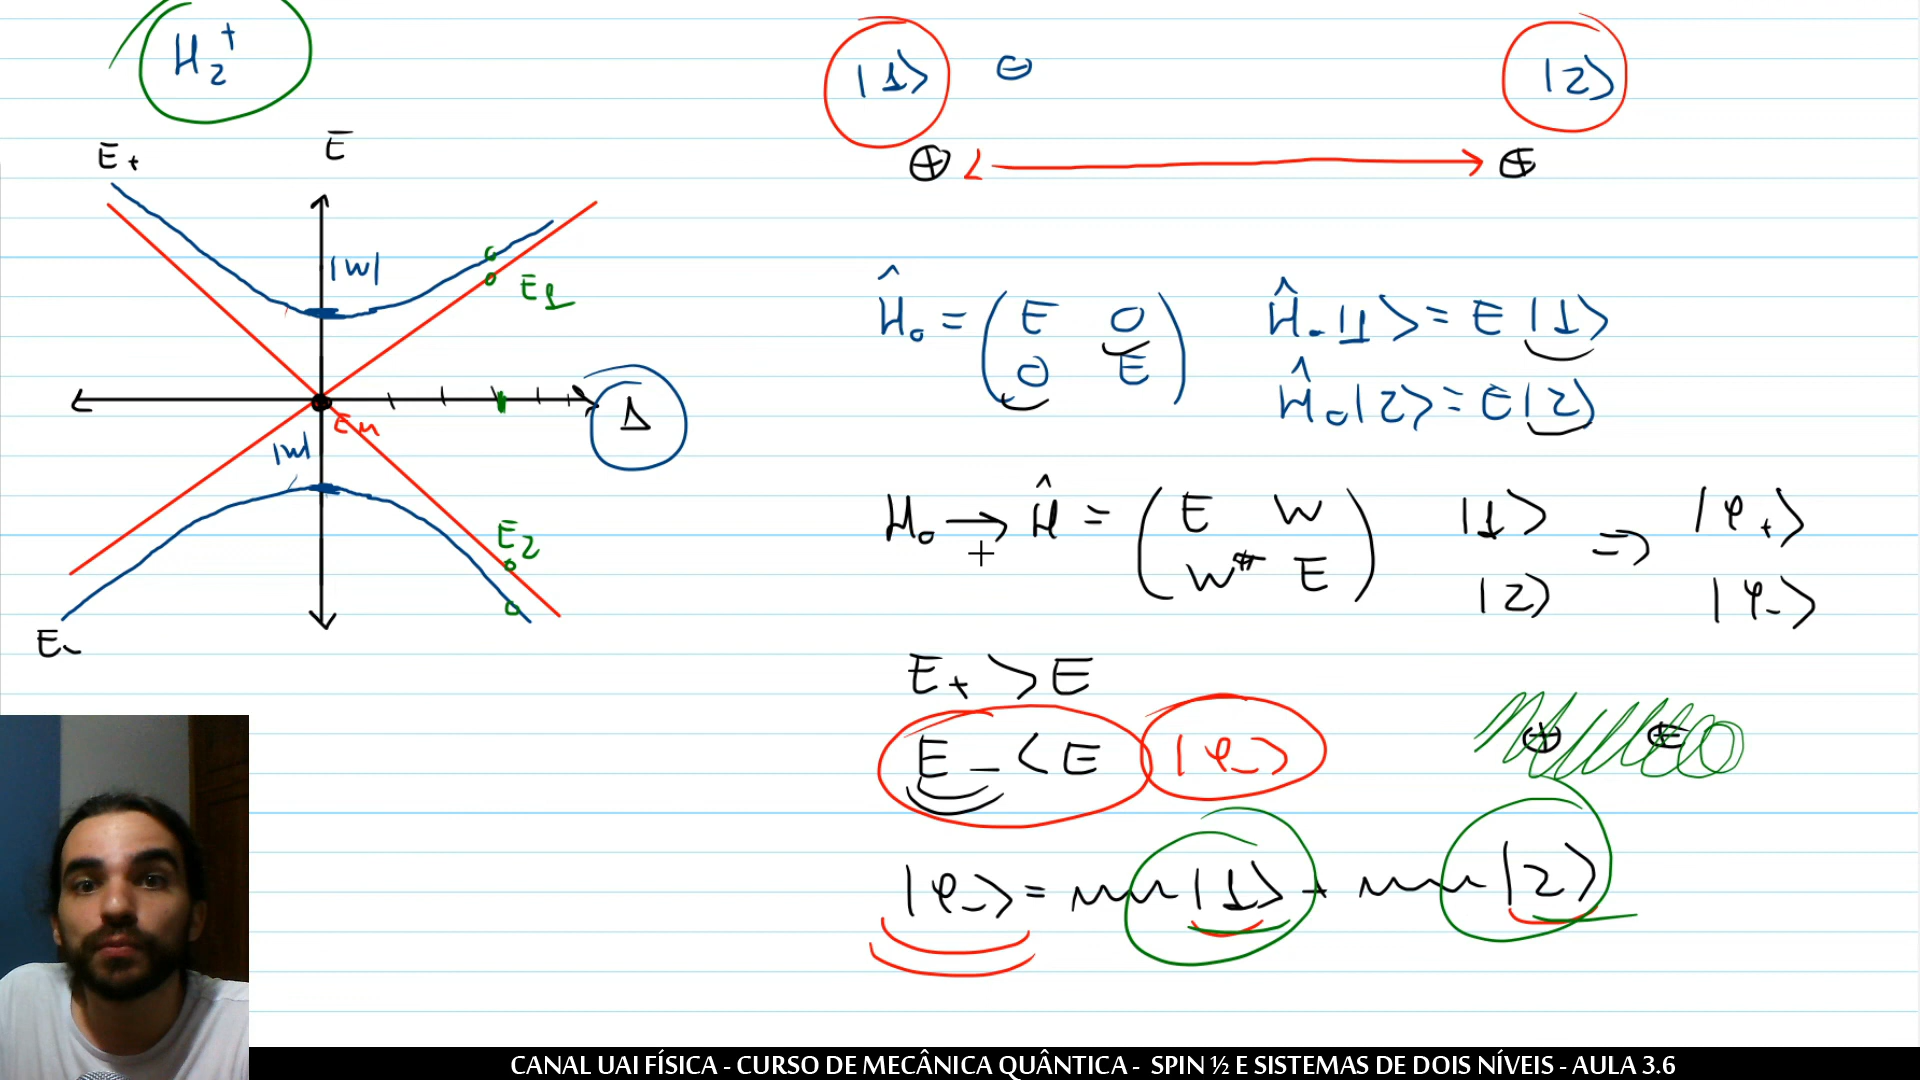 H₂⁺
|1⟩ ⊖ |2⟩
⊕ ⊕
E₊ E
|W|
E₁
Δ
E_M
|W|
E₂
E₋
Ĥ₀ = ( E 0
0 E )
Ĥ₀|1⟩ = E|1⟩
Ĥ₀|2⟩ = E|2⟩
H₀ → Ĥ = ( E W
+ W* E )
|1⟩ ⇒ |φ₊⟩
|2⟩ |φ₋⟩
E₊ > E
E₋ < E |φ₋⟩ ⊕ ⊕
|φ₋⟩ = |1⟩ + |2⟩
CANAL UAI FÍSICA - CURSO DE MECÂNICA QUÂNTICA - SPIN ½ E SISTEMAS DE DOIS NÍVEIS - AULA 3.6